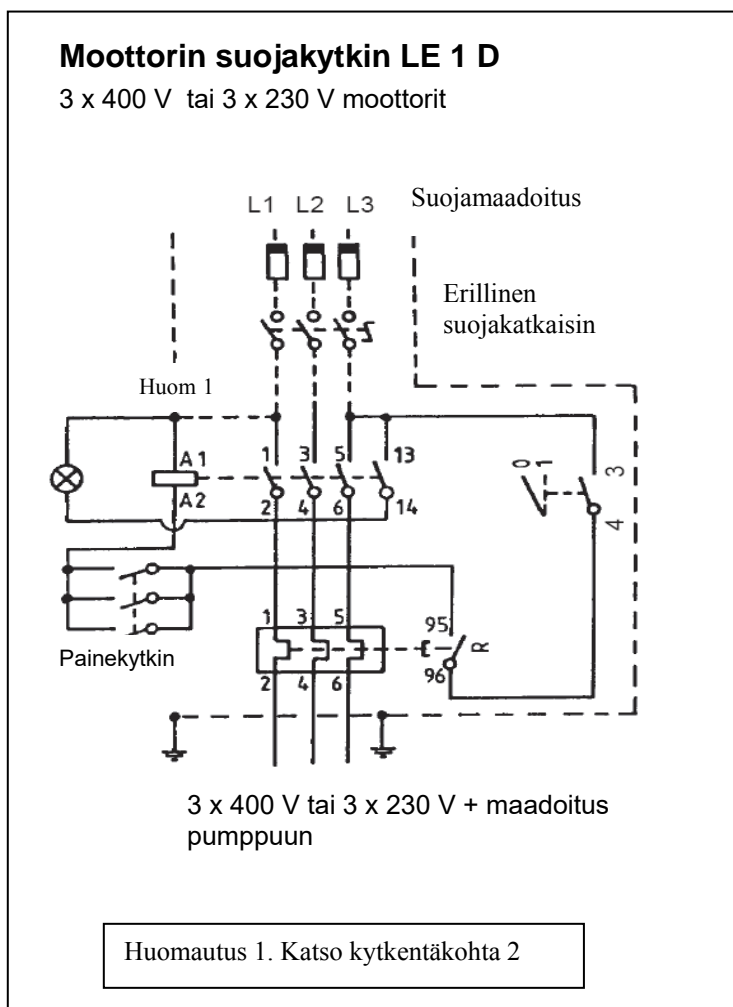 Moottorin suojakytkin LE 1 D
3 x 400 V tai 3 x 230 V moottorit
L1 L2 L3
Suojamaadoitus
Erillinen
suojakatkaisin
Huom 1
A1
A2
1 3 5 13
2 4 6 14
0 1
3
4
Painekytkin
1 3 5
2 4 6
95
96
R
3 x 400 V tai 3 x 230 V + maadoitus
pumppuun
Huomautus 1. Katso kytkentäkohta 2